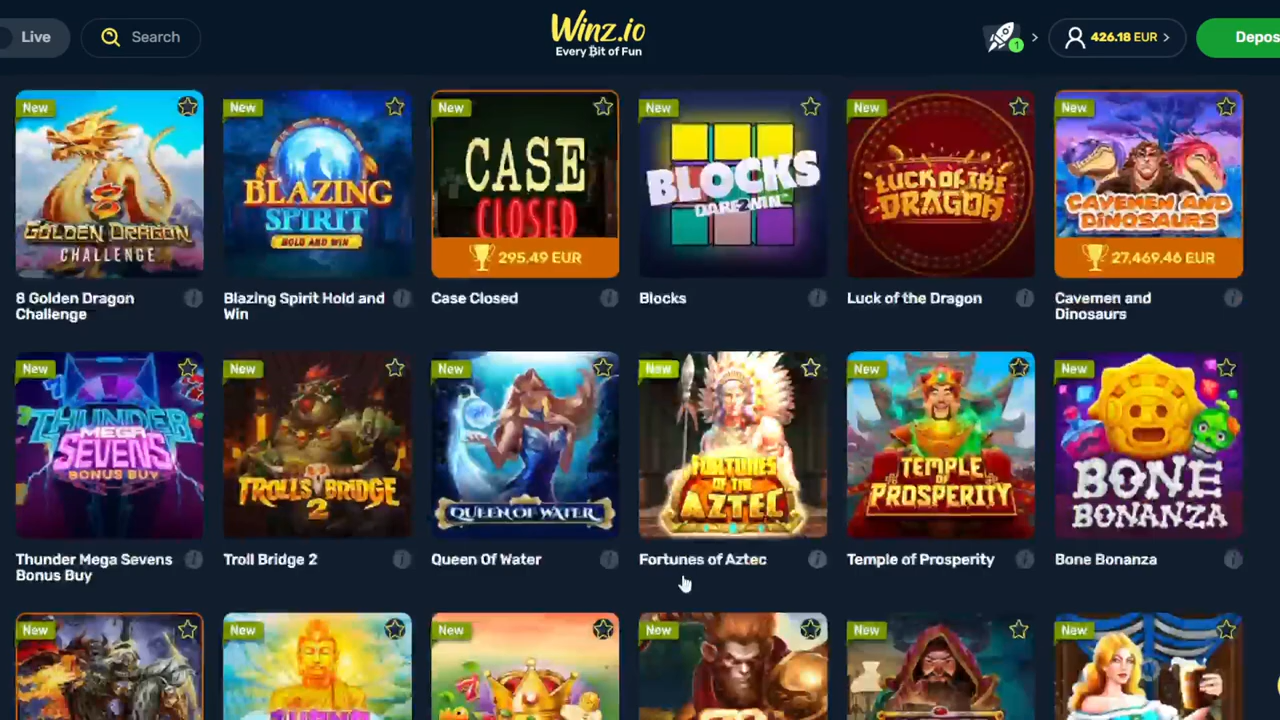 Live
Search
Winz.io
Every ₿it of Fun
1
426.18 EUR
Depos
New
New
New
New
New
New
8
GOLDEN DRAGON
CHALLENGE
BLAZING
SPIRIT
HOLD AND WIN
CASE
CLOSED
295.49 EUR
BLOCKS
DARE2WIN
LUCK OF THE
DRAGON
CAVEMEN AND
DINOSAURS
27,469.46 EUR
8 Golden Dragon
Challenge
Blazing Spirit Hold and
Win
Case Closed
Blocks
Luck of the Dragon
Cavemen and
Dinosaurs
New
New
New
New
New
New
THUNDER
MEGA
SEVENS
BONUS BUY
TROLLS BRIDGE
2
QUEEN OF WATER
FORTUNES
OF THE
AZTEC
TEMPLE
OF
PROSPERITY
BONE
BONANZA
Thunder Mega Sevens
Bonus Buy
Troll Bridge 2
Queen Of Water
Fortunes of Aztec
Temple of Prosperity
Bone Bonanza
New
New
New
New
New
New